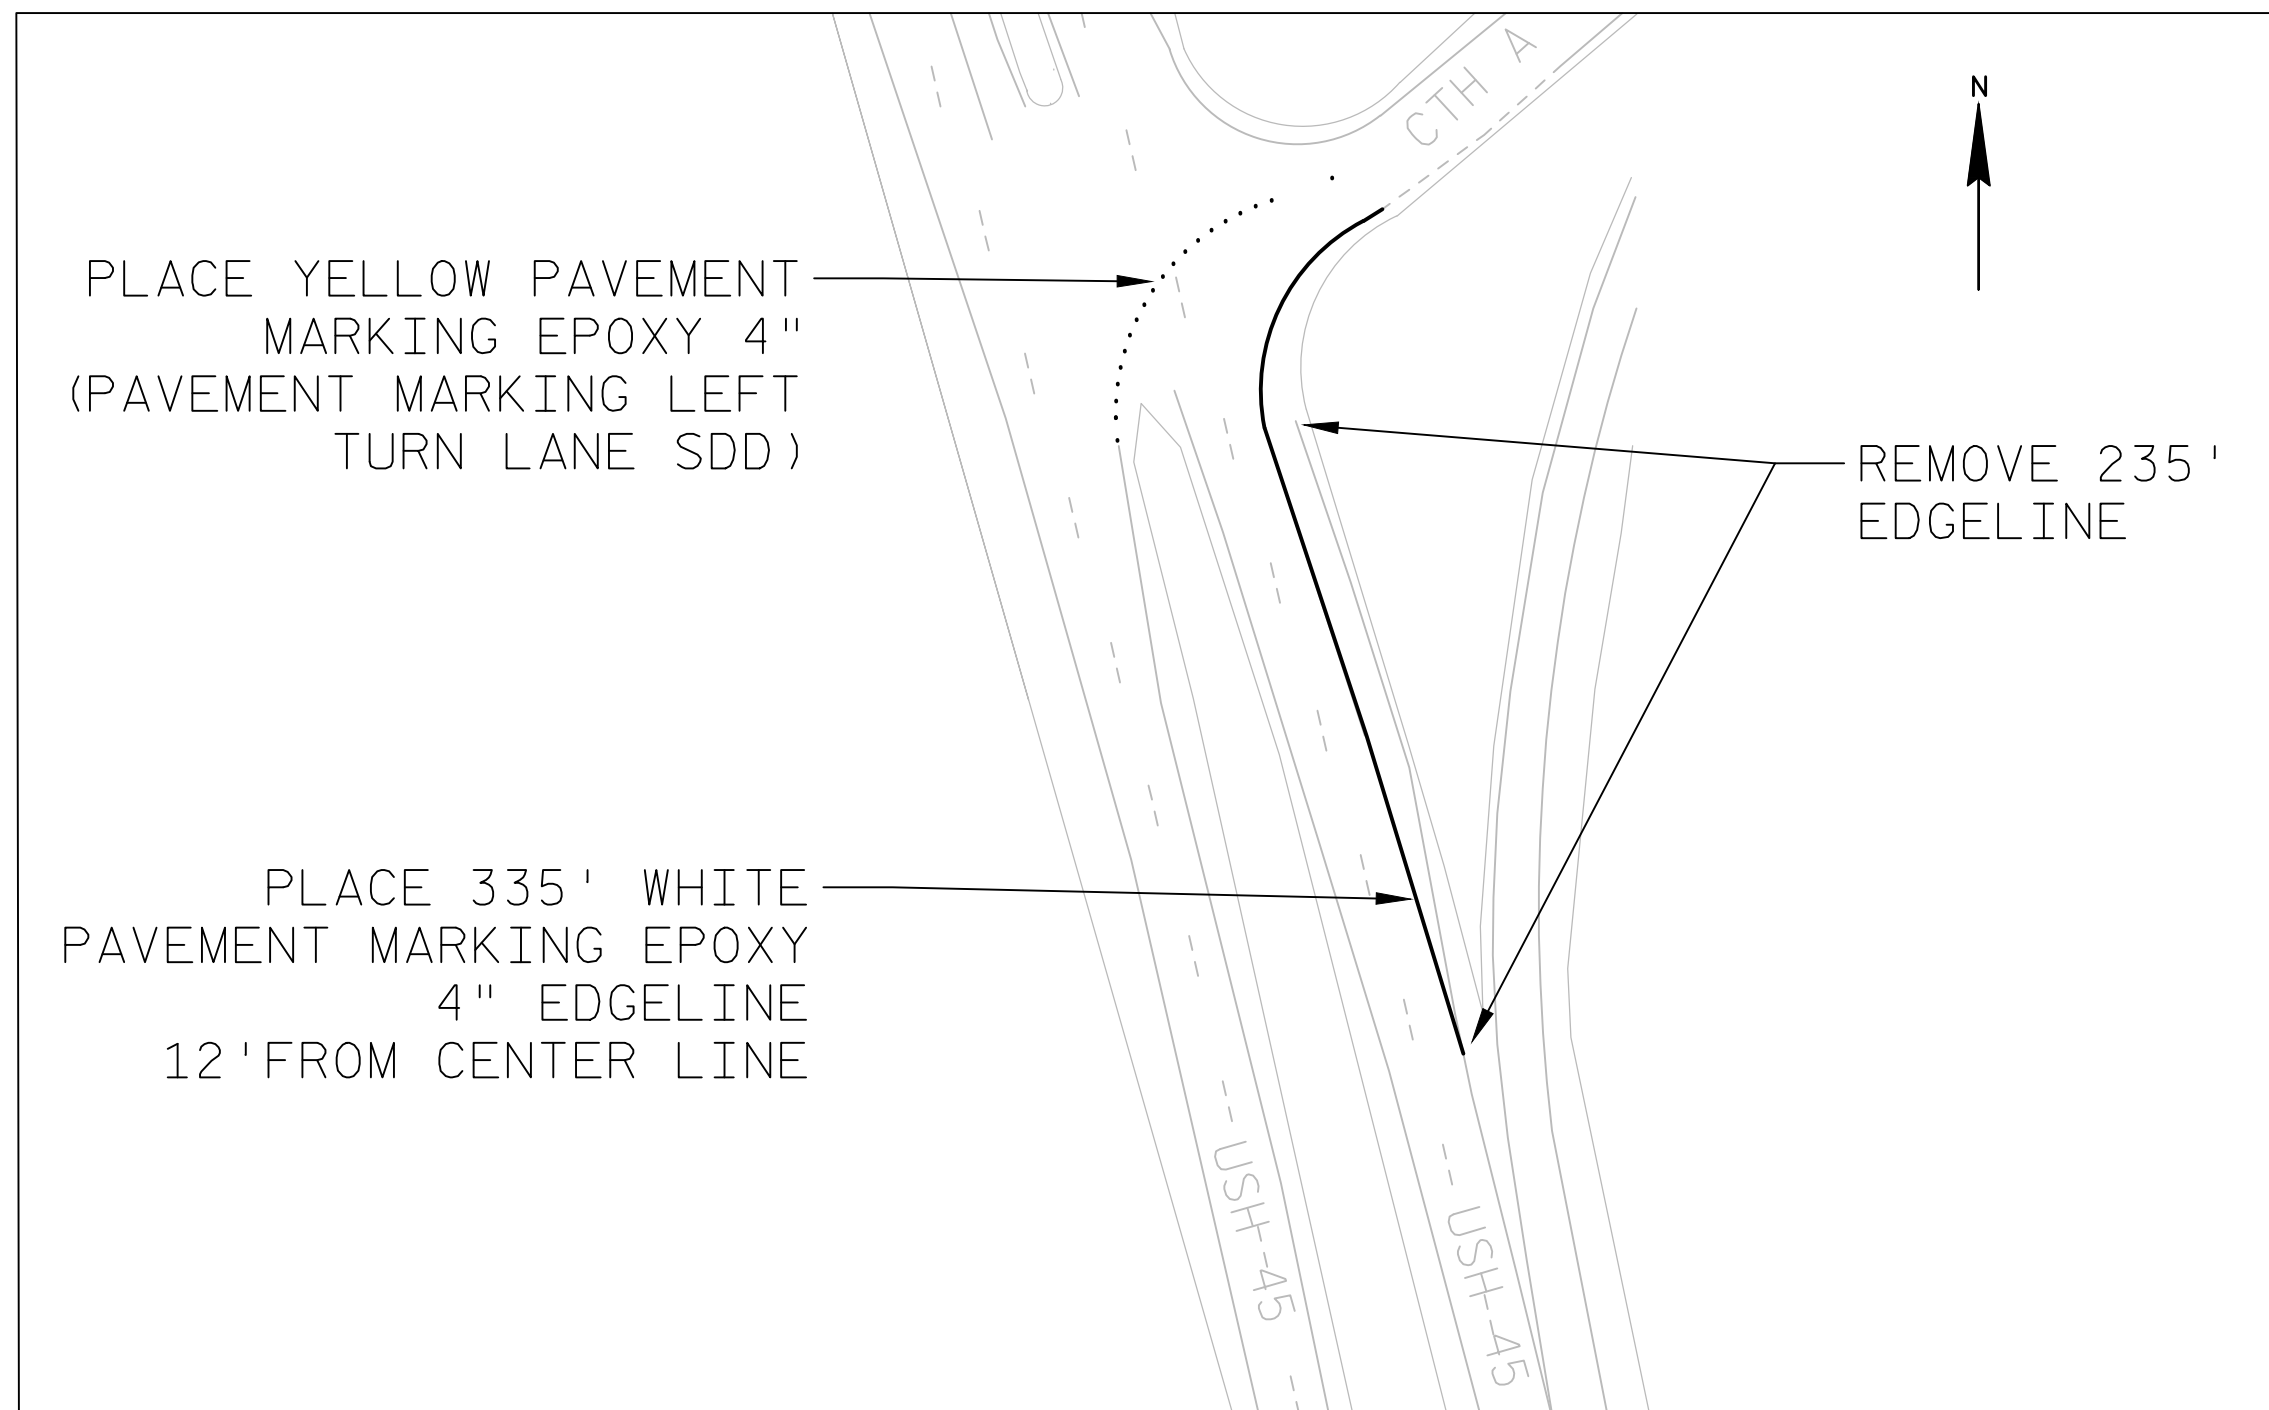 CTH A
N
PLACE YELLOW PAVEMENT
MARKING EPOXY 4"
(PAVEMENT MARKING LEFT
TURN LANE SDD)
REMOVE 235'
EDGELINE
PLACE 335' WHITE
PAVEMENT MARKING EPOXY
4" EDGELINE
12'FROM CENTER LINE
USH 45
USH 45